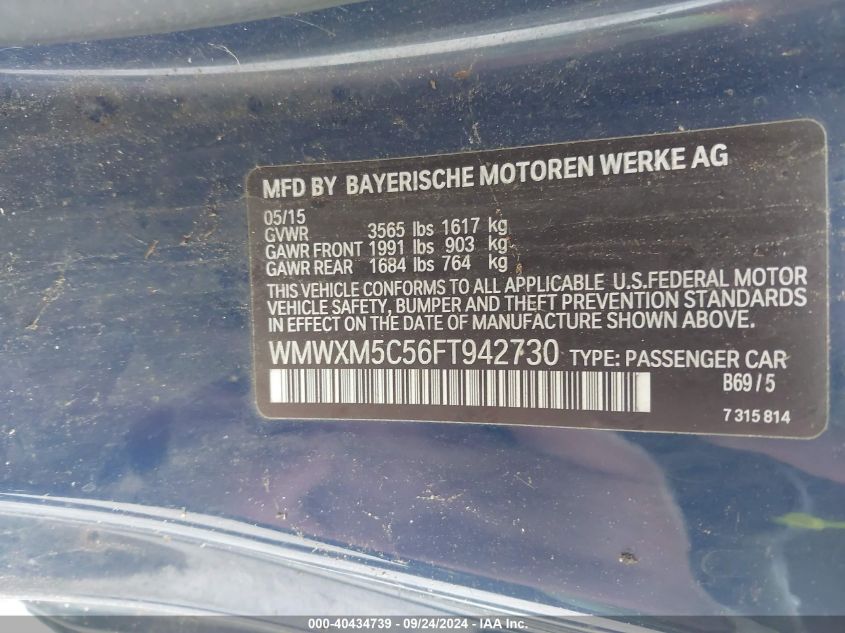 MFD BY BAYERISCHE MOTOREN WERKE AG
05/15
GVWR 3565 lbs 1617 kg
GAWR FRONT 1991 lbs 903 kg
GAWR REAR 1684 lbs 764 kg
THIS VEHICLE CONFORMS TO ALL APPLICABLE U.S.FEDERAL MOTOR
VEHICLE SAFETY, BUMPER AND THEFT PREVENTION STANDARDS
IN EFFECT ON THE DATE OF MANUFACTURE SHOWN ABOVE.
WMWXM5C56FT942730 TYPE: PASSENGER CAR
B69/5
7 315 814
000-40434739 - 09/24/2024 - IAA Inc.